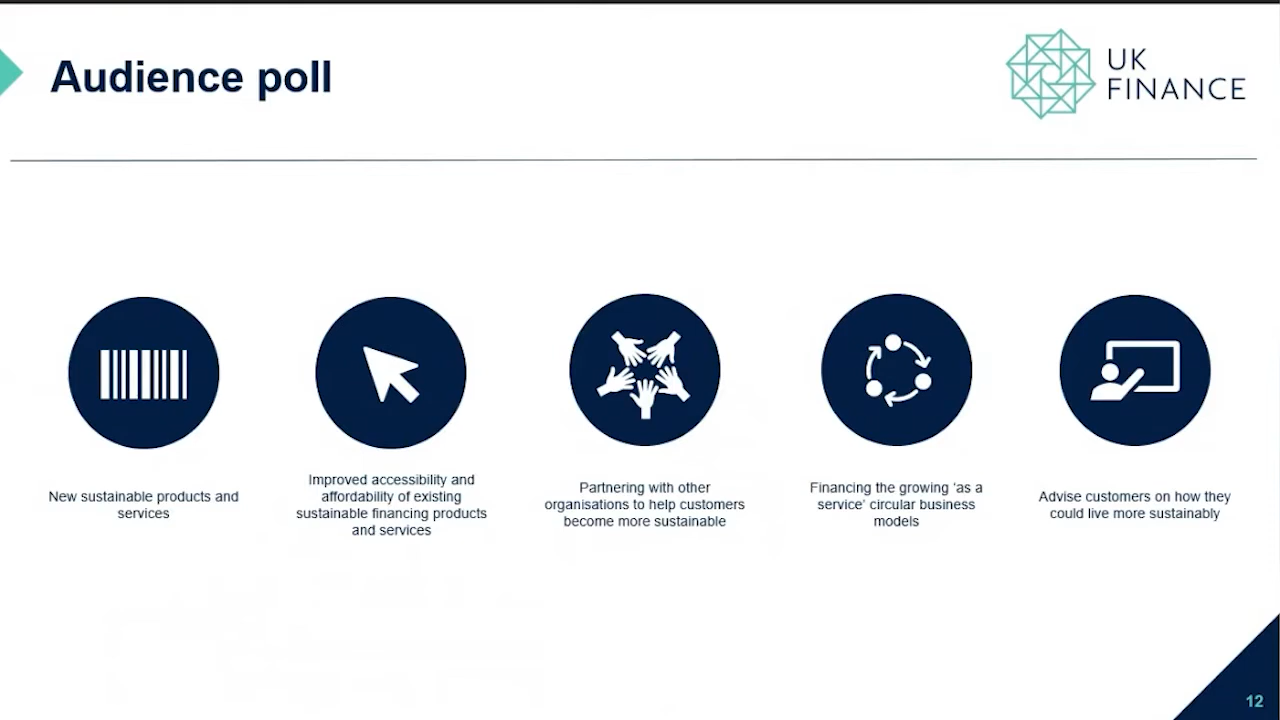 Audience poll
UK
FINANCE
New sustainable products and
services
Improved accessibility and
affordability of existing
sustainable financing products
and services
Partnering with other
organisations to help customers
become more sustainable
Financing the growing ‘as a
service’ circular business
models
Advise customers on how they
could live more sustainably
12